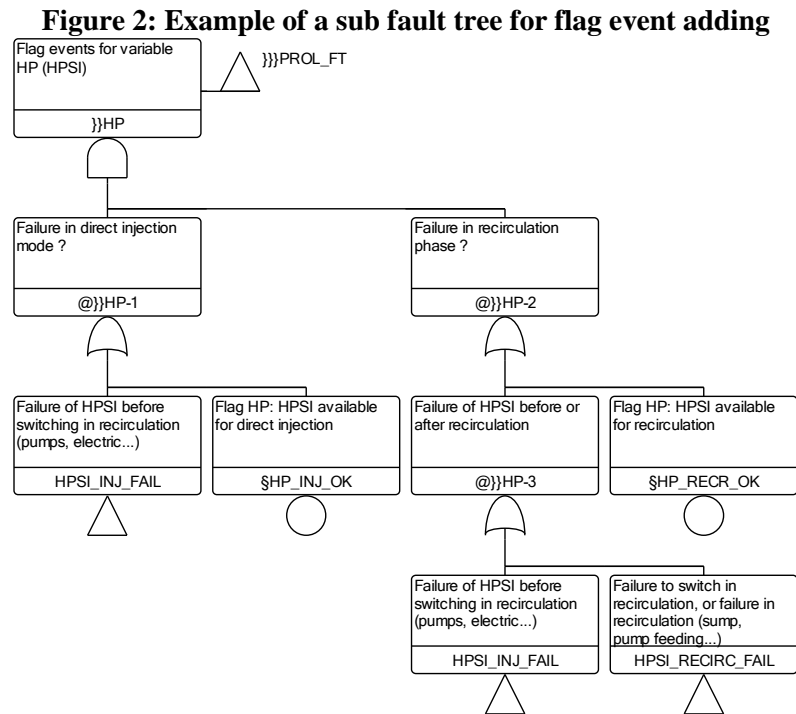 Figure 2: Example of a sub fault tree for flag event adding
Flag events for variable
HP (HPSI)
}}}PROL_FT
}}HP
Failure in direct injection
mode ?
@}}HP-1
Failure in recirculation
phase ?
@}}HP-2
Failure of HPSI before
switching in recirculation
(pumps, electric...)
HPSI_INJ_FAIL
Flag HP: HPSI available
for direct injection
§HP_INJ_OK
Failure of HPSI before or
after recirculation
@}}HP-3
Flag HP: HPSI available
for recirculation
§HP_RECR_OK
Failure of HPSI before
switching in recirculation
(pumps, electric...)
HPSI_INJ_FAIL
Failure to switch in
recirculation, or failure in
recirculation (sump,
pump feeding...)
HPSI_RECIRC_FAIL